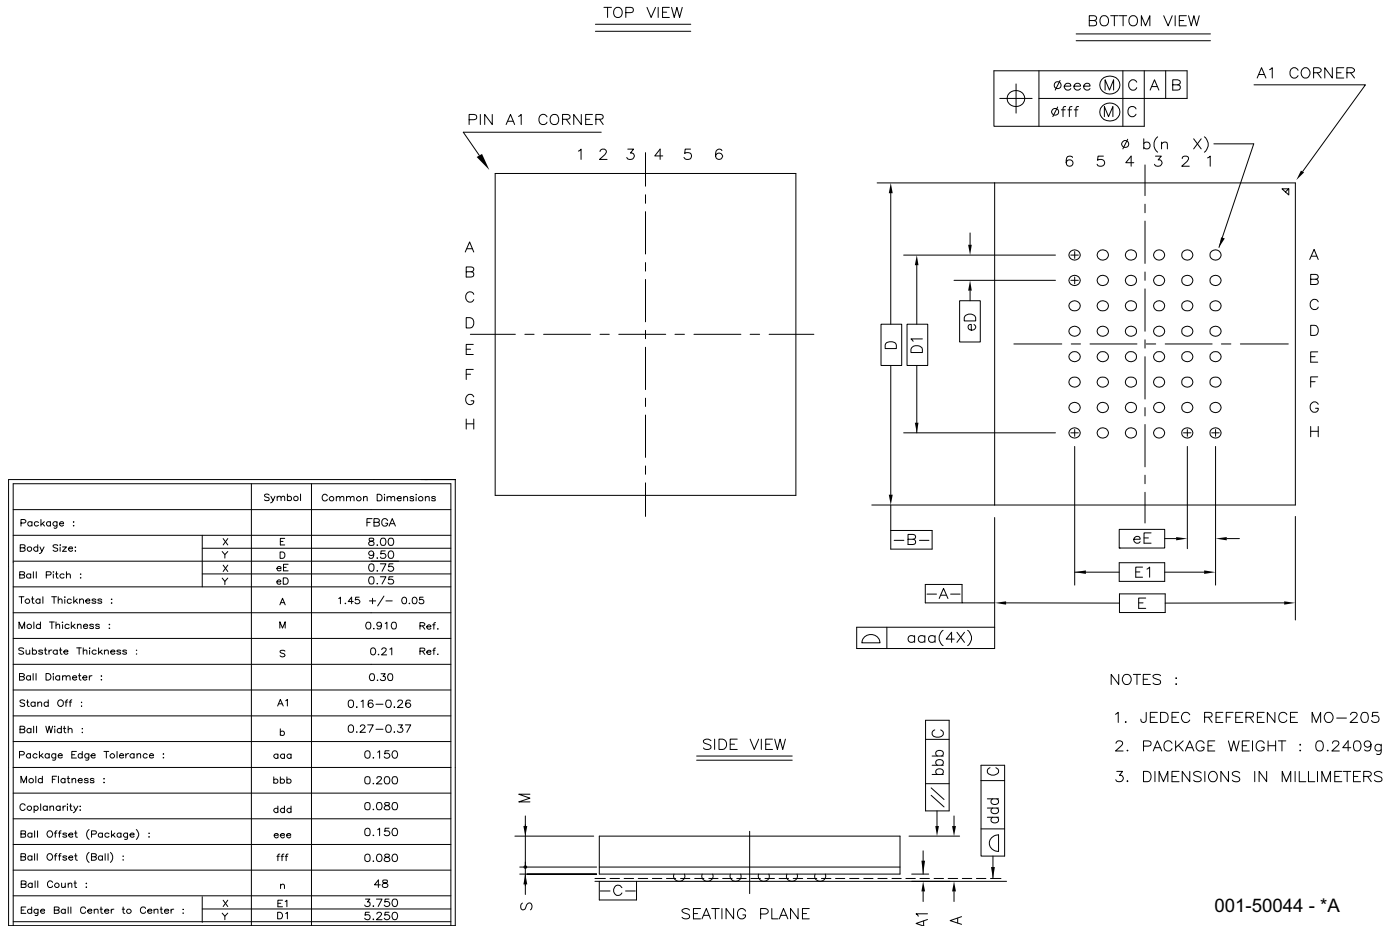 TOP VIEW
BOTTOM VIEW
PIN A1 CORNER
1 2 3 4 5 6
A
B
C
D
E
F
G
H
øeee Ⓜ C A B
øfff Ⓜ C
A1 CORNER
ø b(n X)
6 5 4 3 2 1
A
B
C
D
E
F
G
H
D
D1
eD
-B-
eE
E1
-A-
E
aaa(4X)
Symbol Common Dimensions
Package : FBGA
Body Size: X E 8.00
Y D 9.50
Ball Pitch : X eE 0.75
Y eD 0.75
Total Thickness : A 1.45 +/- 0.05
Mold Thickness : M 0.910 Ref.
Substrate Thickness : S 0.21 Ref.
Ball Diameter : 0.30
Stand Off : A1 0.16-0.26
Ball Width : b 0.27-0.37
Package Edge Tolerance : aaa 0.150
Mold Flatness : bbb 0.200
Coplanarity: ddd 0.080
Ball Offset (Package) : eee 0.150
Ball Offset (Ball) : fff 0.080
Ball Count : n 48
Edge Ball Center to Center : X E1 3.750
Y D1 5.250
SIDE VIEW
M
S
-C-
SEATING PLANE
// bbb C
ddd C
A1
A
NOTES :
1. JEDEC REFERENCE MO-205
2. PACKAGE WEIGHT : 0.2409g
3. DIMENSIONS IN MILLIMETERS
001-50044 - *A